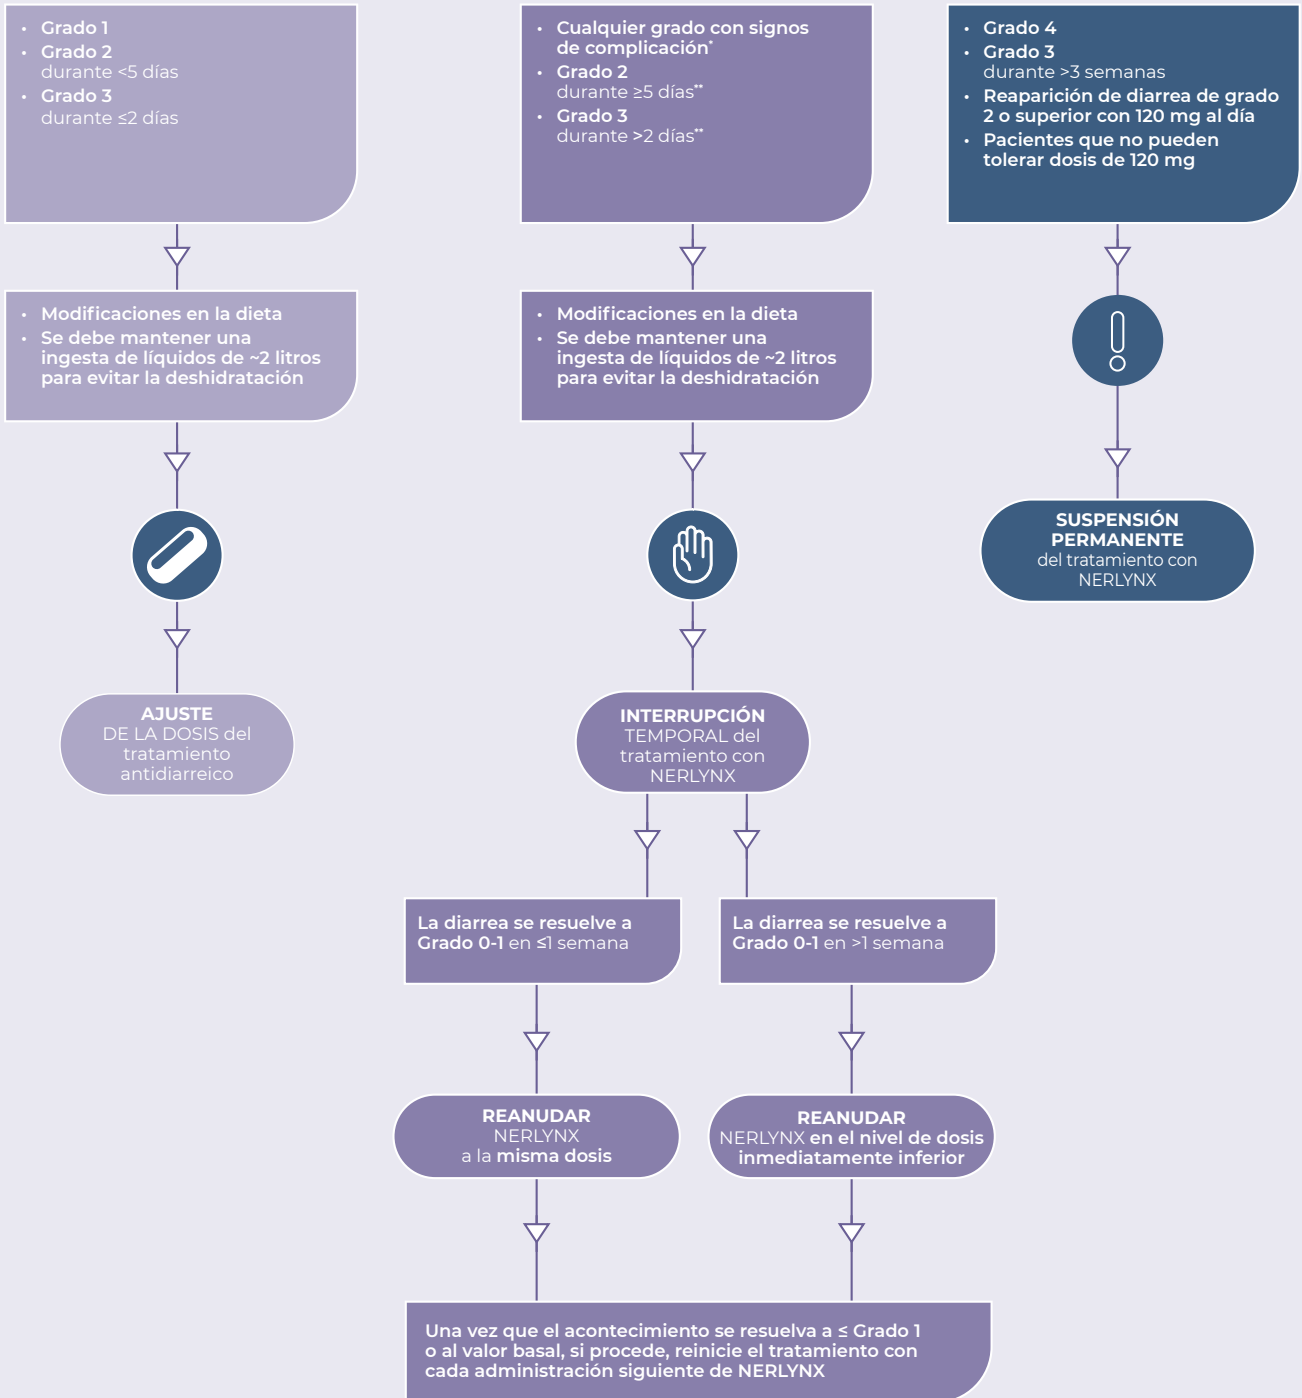 • Grado 1
• Grado 2
durante <5 días
• Grado 3
durante ≤2 días
• Modificaciones en la dieta
• Se debe mantener una
ingesta de líquidos de ~2 litros
para evitar la deshidratación
AJUSTE
DE LA DOSIS del
tratamiento
antidiarreico
• Cualquier grado con signos
de complicación*
• Grado 2
durante ≥5 días**
• Grado 3
durante >2 días**
• Modificaciones en la dieta
• Se debe mantener una
ingesta de líquidos de ~2 litros
para evitar la deshidratación
INTERRUPCIÓN
TEMPORAL del
tratamiento con
NERLYNX
La diarrea se resuelve a
Grado 0-1 en ≤1 semana
REANUDAR
NERLYNX
a la misma dosis
La diarrea se resuelve a
Grado 0-1 en >1 semana
REANUDAR
NERLYNX en el nivel de dosis
inmediatamente inferior
Una vez que el acontecimiento se resuelva a ≤ Grado 1
o al valor basal, si procede, reinicie el tratamiento con
cada administración siguiente de NERLYNX
• Grado 4
• Grado 3
durante >3 semanas
• Reaparición de diarrea de grado
2 o superior con 120 mg al día
• Pacientes que no pueden
tolerar dosis de 120 mg
SUSPENSIÓN
PERMANENTE
del tratamiento con
NERLYNX